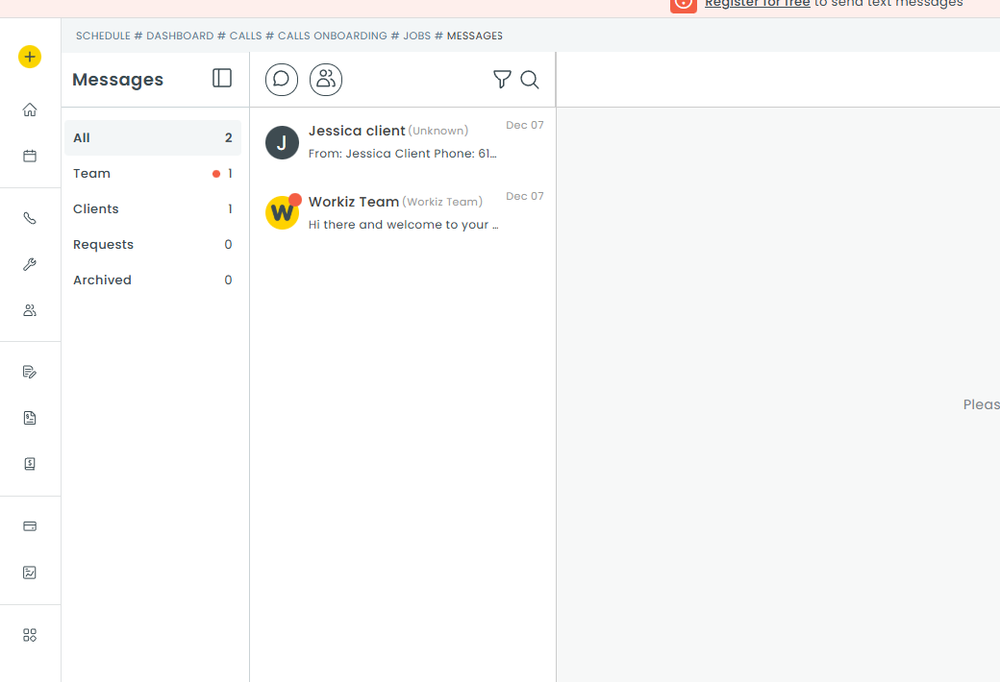 Register for free to send text messages
SCHEDULE # DASHBOARD # CALLS # CALLS ONBOARDING # JOBS # MESSAGES
Messages
All 2
Team 1
Clients 1
Requests 0
Archived 0
J
Jessica client (Unknown) Dec 07
From: Jessica Client Phone: 61...
W
Workiz Team (Workiz Team) Dec 07
Hi there and welcome to your ...
Pleas